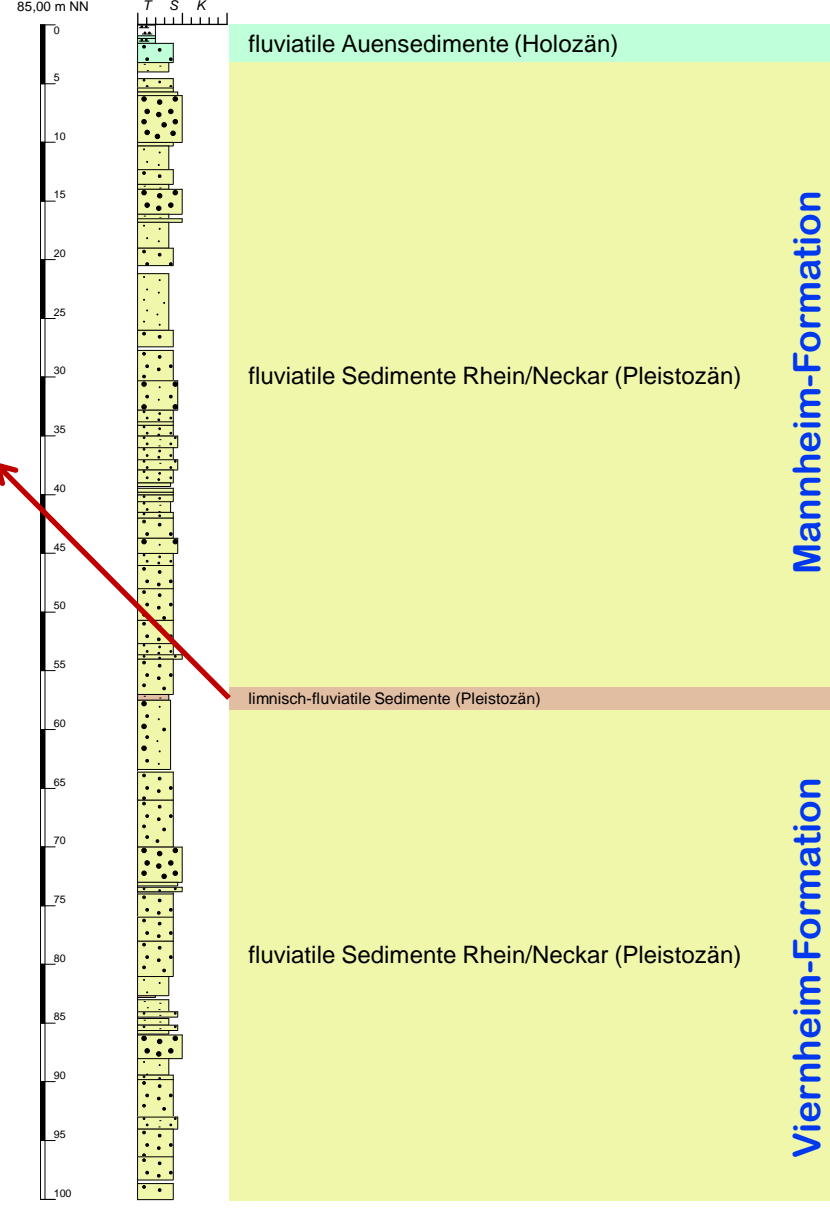 85,00 m NN
T S K
0
fluviatile Auensedimente (Holozän)
5
10
15
20
25
30
fluviatile Sedimente Rhein/Neckar (Pleistozän)
Mannheim-Formation
35
40
45
50
55
limnisch-fluviatile Sedimente (Pleistozän)
60
65
70
75
80
fluviatile Sedimente Rhein/Neckar (Pleistozän)
Viernheim-Formation
85
90
95
100